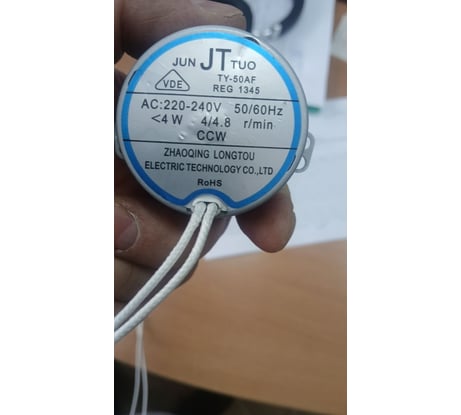 JUN JT TUO
TY-50AF
VDE
REG 1345
AC:220-240V 50/60Hz
<4 W 4/4.8 r/min
CCW
ZHAOQING LONGTOU
ELECTRIC TECHNOLOGY CO.,LTD
RoHS